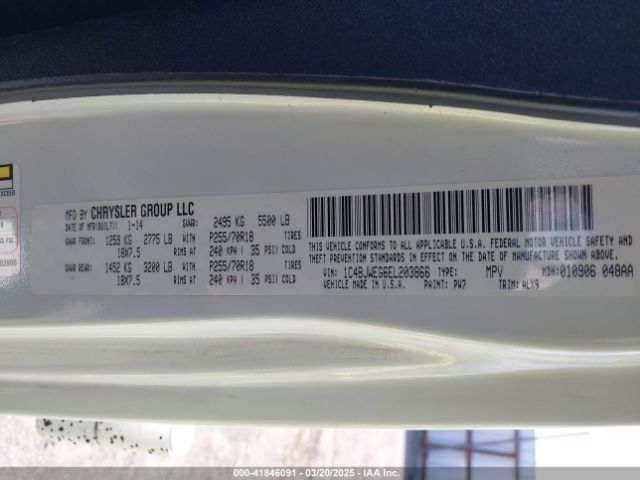 EXCEED
MFD BY CHRYSLER GROUP LLC
DATE OF MFR(BUILT): 1-14 GVWR: 2495 KG 5500 LB
GAWR FRONT: 1259 KG 2775 LB WITH P255/70R18 TIRES
18X7.5 RIMS AT 240 KPA ( 35 PSI) COLD
GAWR REAR: 1452 KG 3200 LB WITH P255/70R18 TIRES
18X7.5 RIMS AT 240 KPA ( 35 PSI) COLD
THIS VEHICLE CONFORMS TO ALL APPLICABLE U.S.A. FEDERAL MOTOR VEHICLE SAFETY AND
THEFT PREVENTION STANDARDS IN EFFECT ON THE DATE OF MANUFACTURE SHOWN ABOVE.
VIN: 1C4BJWEG6EL203866 TYPE: MPV MDH: 010906 048AA
VEHICLE MADE IN U.S.A. PAINT: PW7 TRIM: ALX9
000-41846091 - 03/20/2025 - IAA Inc.